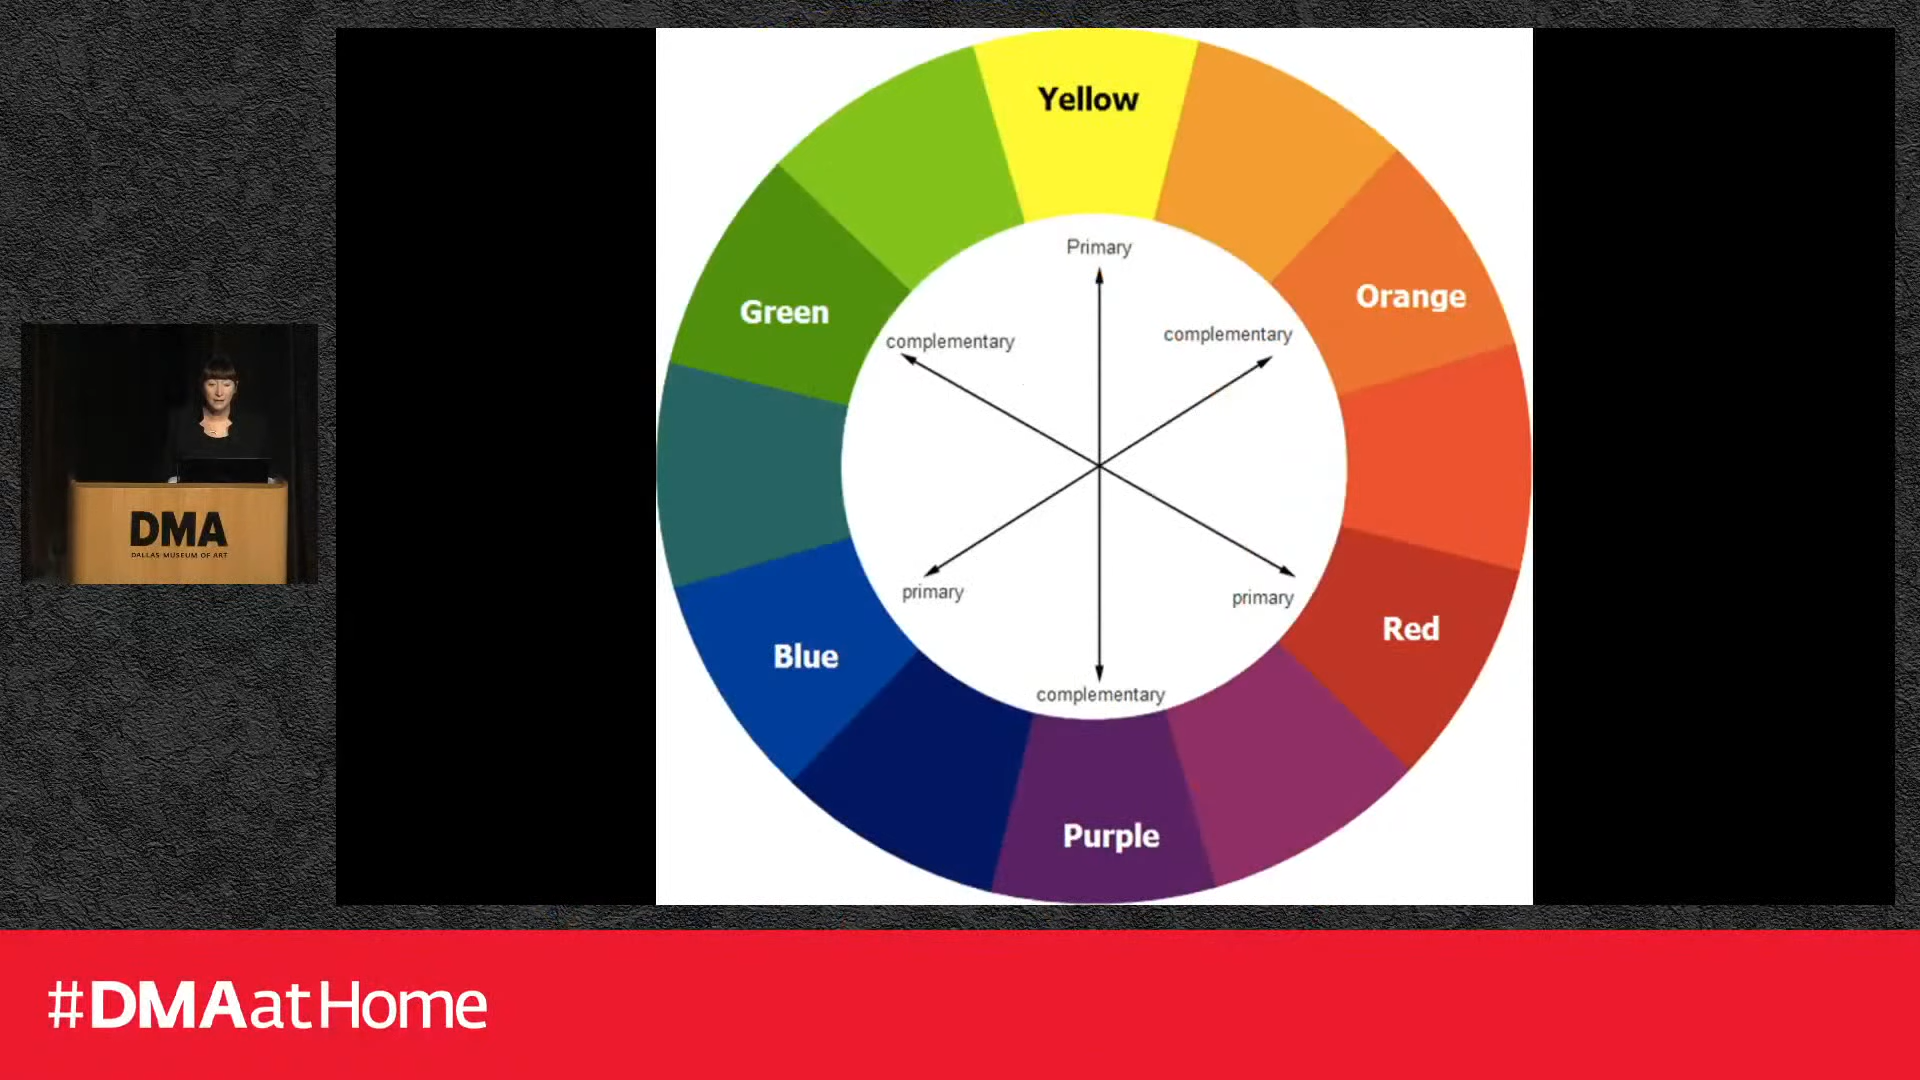 Yellow
Primary
Green
Orange
complementary
complementary
primary
primary
Blue
Red
complementary
Purple
DMA
DALLAS MUSEUM OF ART
#DMAatHome